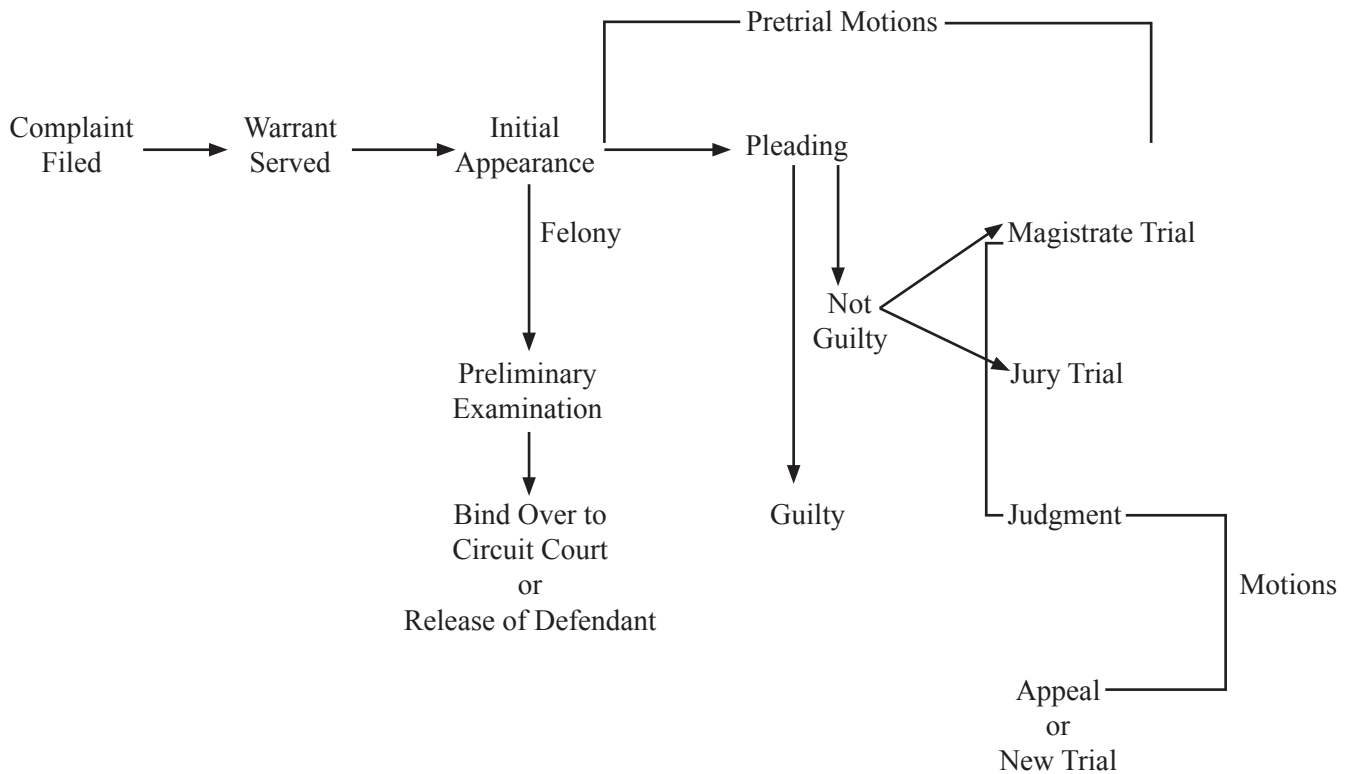 Pretrial Motions
Complaint
Filed
Warrant
Served
Initial
Appearance
Pleading
Felony
Magistrate Trial
Not
Guilty
Jury Trial
Preliminary
Examination
Bind Over to
Circuit Court
or
Release of Defendant
Guilty
Judgment
Motions
Appeal
or
New Trial